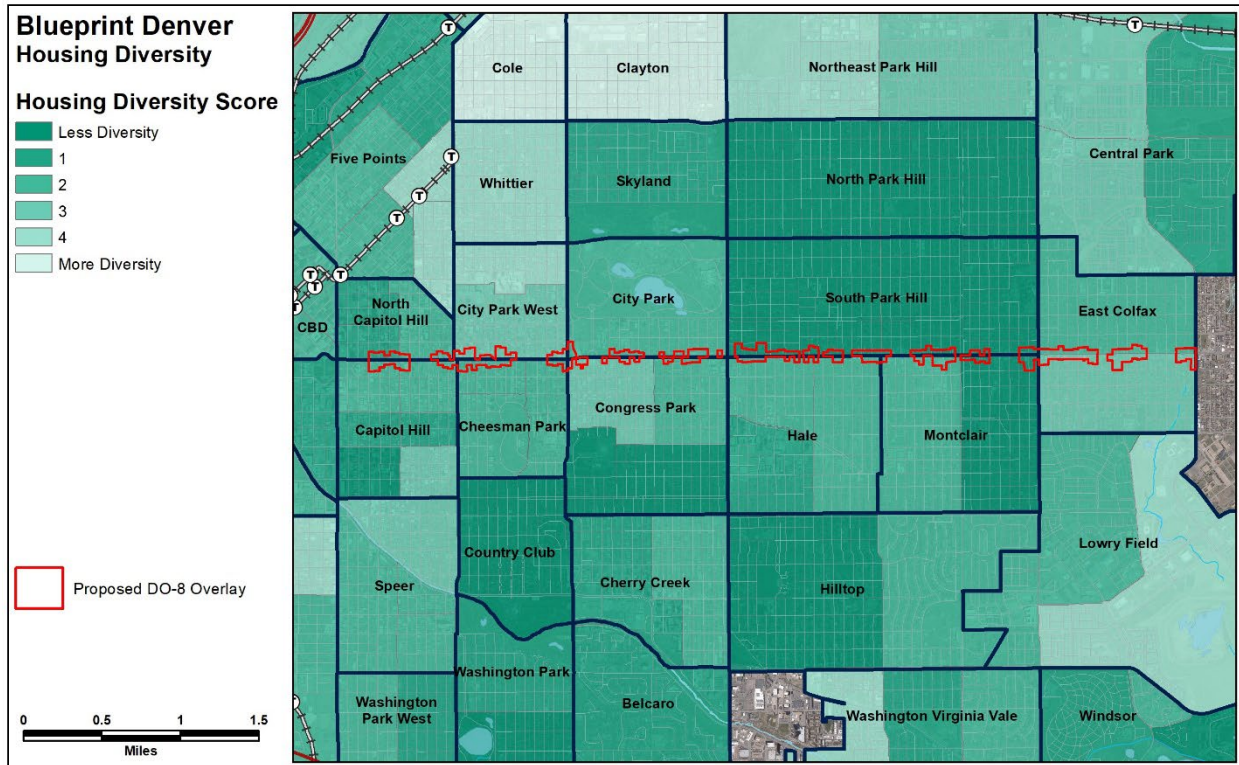 Blueprint Denver
Housing Diversity
Housing Diversity Score
Less Diversity
1
2
3
4
More Diversity
Proposed DO-8 Overlay
0 0.5 1 1.5
Miles
T
T
Cole
Clayton
Northeast Park Hill
Five Points
T
Central Park
Whittier
Skyland
North Park Hill
T
T
T
T
T
T
T
CBD
North
Capitol Hill
City Park West
City Park
South Park Hill
East Colfax
Capitol Hill
Cheesman Park
Congress Park
Hale
Montclair
Country Club
Lowry Field
Speer
Cherry Creek
Hilltop
Washington Park
Washington
Park West
Belcaro
Washington Virginia Vale
Windsor
T